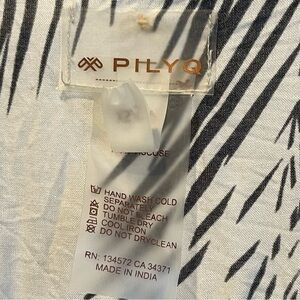 PILYQ
HAND WASH COLD
SEPARATELY
DO NOT BLEACH
TUMBLE DRY
COOL IRON
DO NOT DRYCLEAN
RN: 134572 CA 34371
MADE IN INDIA